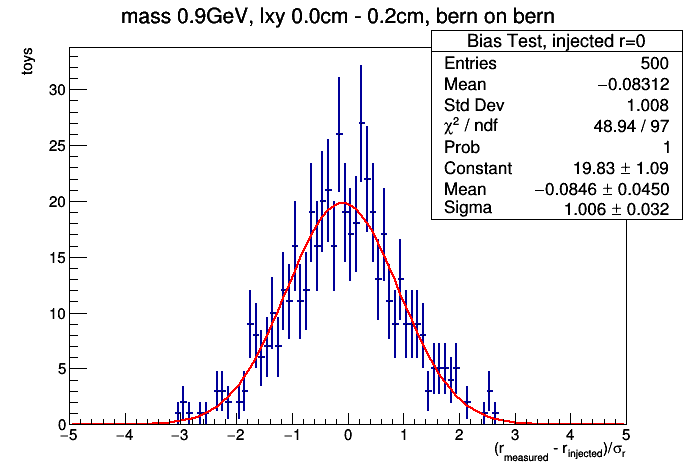 mass 0.9GeV, lxy 0.0cm - 0.2cm, bern on bern
Bias Test, injected r=0
Entries 500
Mean −0.08312
Std Dev 1.008
χ² / ndf 48.94 / 97
Prob 1
Constant 19.83 ± 1.09
Mean −0.0846 ± 0.0450
Sigma 1.006 ± 0.032
toys
30
25
20
15
10
5
0
−5 −4 −3 −2 −1 0 1 2 3 4 5
(r_measured - r_injected)/σ_r